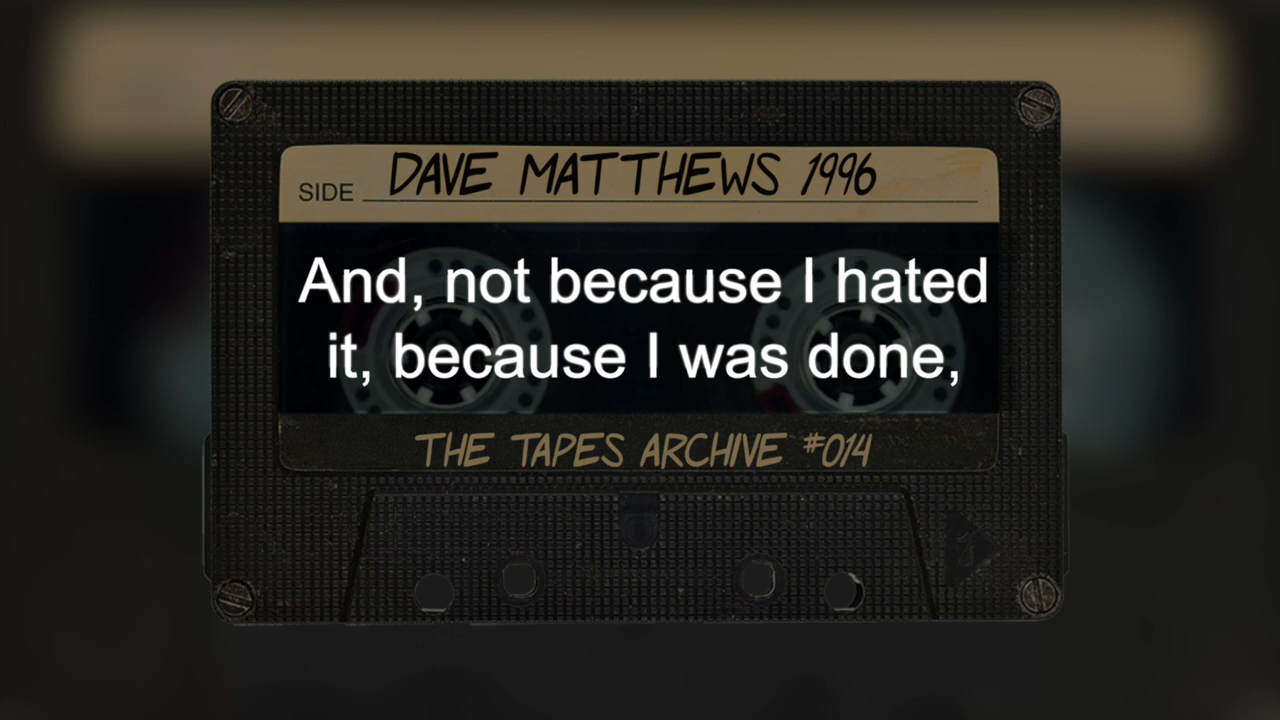 DAVE MATTHEWS 1996
SIDE
And, not because I hated
it, because I was done,
THE TAPES ARCHIVE #014